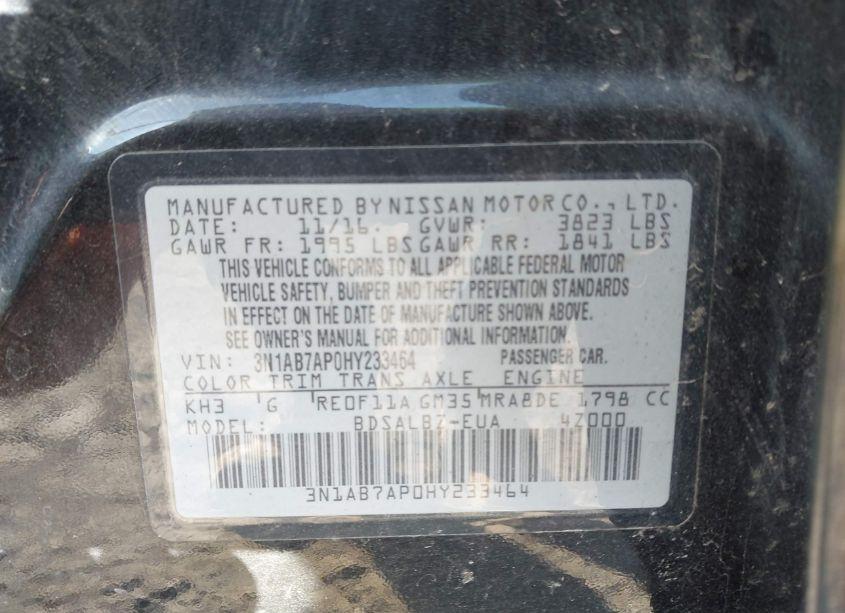 MANUFACTURED BY NISSAN MOTOR CO., LTD.
DATE: 11/16. GVWR: 3823 LBS
GAWR FR: 1995 LBS GAWR RR: 1841 LBS
THIS VEHICLE CONFORMS TO ALL APPLICABLE FEDERAL MOTOR
VEHICLE SAFETY, BUMPER AND THEFT PREVENTION STANDARDS
IN EFFECT ON THE DATE OF MANUFACTURE SHOWN ABOVE.
SEE OWNER'S MANUAL FOR ADDITIONAL INFORMATION.
VIN: 3N1AB7AP0HY233464 PASSENGER CAR.
COLOR TRIM TRANS AXLE ENGINE
KH3 G RE0F11A GM35 MRA8DE 1798 CC
MODEL: BDSALBZ-EUA 4Z000
3N1AB7AP0HY233464